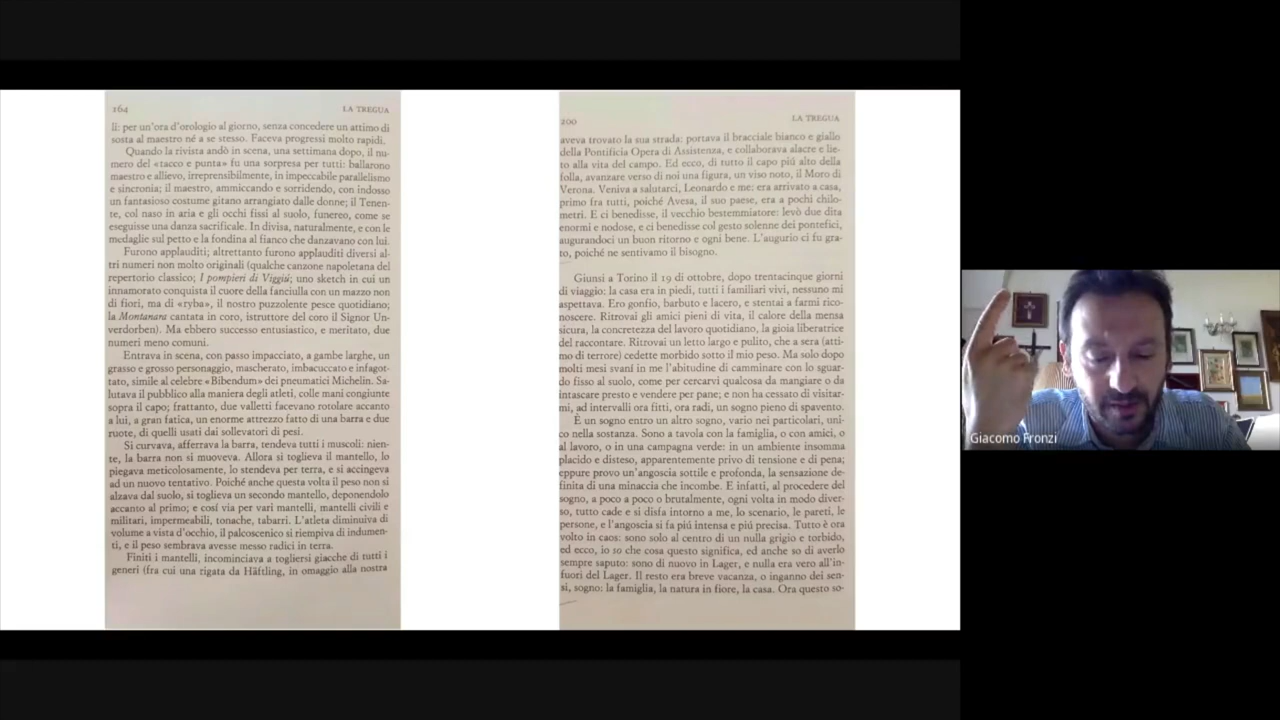 164 LA TREGUA
lì: per un'ora d'orologio al giorno, senza concedere un attimo di
sosta al maestro né a se stesso. Faceva progressi molto rapidi.
Quando la rivista andò in scena, una settimana dopo, il nu-
mero del «tacco e punta» fu una sorpresa per tutti: ballarono
maestro e allievo, irreprensibilmente, in impeccabile parallelismo
e sincronia; il maestro, ammiccando e sorridendo, con indosso
un fantasioso costume gitano arrangiato dalle donne; il Tenen-
te, col naso in aria e gli occhi fissi al suolo, funereo, come se
eseguisse una danza sacrificale. In divisa, naturalmente, e con le
medaglie sul petto e la fondina al fianco che danzavano con lui.
Furono applauditi; altrettanto furono applauditi diversi al-
tri numeri non molto originali (qualche canzone napoletana del
repertorio classico; I pompieri di Viggiú; uno sketch in cui un
innamorato conquista il cuore della fanciulla con un mazzo non
di fiori, ma di «ryba», il nostro puzzolente pesce quotidiano;
la Montanara cantata in coro, istruttore del coro il Signor Un-
verdorben). Ma ebbero successo entusiastico, e meritato, due
numeri meno comuni.
Entrava in scena, con passo impacciato, a gambe larghe, un
grasso e grosso personaggio, mascherato, imbacuccato e infagot-
tato, simile al celebre «Bibendum» dei pneumatici Michelin. Sa-
lutava il pubblico alla maniera degli atleti, colle mani congiunte
sopra il capo; frattanto, due valletti facevano rotolare accanto
a lui, a gran fatica, un enorme attrezzo fatto di una barra e due
ruote, di quelli usati dai sollevatori di pesi.
Si curvava, afferrava la barra, tendeva tutti i muscoli: nien-
te, la barra non si muoveva. Allora si toglieva il mantello, lo
piegava meticolosamente, lo stendeva per terra, e si accingeva
ad un nuovo tentativo. Poiché anche questa volta il peso non si
alzava dal suolo, si toglieva un secondo mantello, deponendolo
accanto al primo; e cosí via per vari mantelli, mantelli civili e
militari, impermeabili, tonache, tabarri. L'atleta diminuiva di
volume a vista d'occhio, il palcoscenico si riempiva di indumen-
ti, e il peso sembrava avesse messo radici in terra.
Finiti i mantelli, incominciava a togliersi giacche di tutti i
generi (fra cui una rigata da Häftling, in omaggio alla nostra
200 LA TREGUA
aveva trovato la sua strada: portava il bracciale bianco e giallo
della Pontificia Opera di Assistenza, e collaborava alacre e lie-
to alla vita del campo. Ed ecco, di tutto il capo piú alto della
folla, avanzare verso di noi una figura, un viso noto, il Moro di
Verona. Veniva a salutarci, Leonardo e me: era arrivato a casa,
primo fra tutti, poiché Avesa, il suo paese, era a pochi chilo-
metri. E ci benedisse, il vecchio bestemmiatore: levò due dita
enormi e nodose, e ci benedisse col gesto solenne dei pontefici,
augurandoci un buon ritorno e ogni bene. L'augurio ci fu gra-
to, poiché ne sentivamo il bisogno.
Giunsi a Torino il 19 di ottobre, dopo trentacinque giorni
di viaggio: la casa era in piedi, tutti i familiari vivi, nessuno mi
aspettava. Ero gonfio, barbuto e lacero, e stentai a farmi rico-
noscere. Ritrovai gli amici pieni di vita, il calore della mensa
sicura, la concretezza del lavoro quotidiano, la gioia liberatrice
del raccontare. Ritrovai un letto largo e pulito, che a sera (atti-
mo di terrore) cedette morbido sotto il mio peso. Ma solo dopo
molti mesi svaní in me l'abitudine di camminare con lo sguar-
do fisso al suolo, come per cercarvi qualcosa da mangiare o da
intascare presto e vendere per pane; e non ha cessato di visitar-
mi, ad intervalli ora fitti, ora radi, un sogno pieno di spavento.
È un sogno entro un altro sogno, vario nei particolari, uni-
co nella sostanza. Sono a tavola con la famiglia, o con amici, o
al lavoro, o in una campagna verde: in un ambiente insomma
placido e disteso, apparentemente privo di tensione e di pena;
eppure provo un'angoscia sottile e profonda, la sensazione de-
finita di una minaccia che incombe. E infatti, al procedere del
sogno, a poco a poco o brutalmente, ogni volta in modo diver-
so, tutto cade e si disfa intorno a me, lo scenario, le pareti, le
persone, e l'angoscia si fa piú intensa e piú precisa. Tutto è ora
volto in caos: sono solo al centro di un nulla grigio e torbido,
ed ecco, io so che cosa questo significa, ed anche so di averlo
sempre saputo: sono di nuovo in Lager, e nulla era vero all'in-
fuori del Lager. Il resto era breve vacanza, o inganno dei sen-
si, sogno: la famiglia, la natura in fiore, la casa. Ora questo so-
Giacomo Fronzi